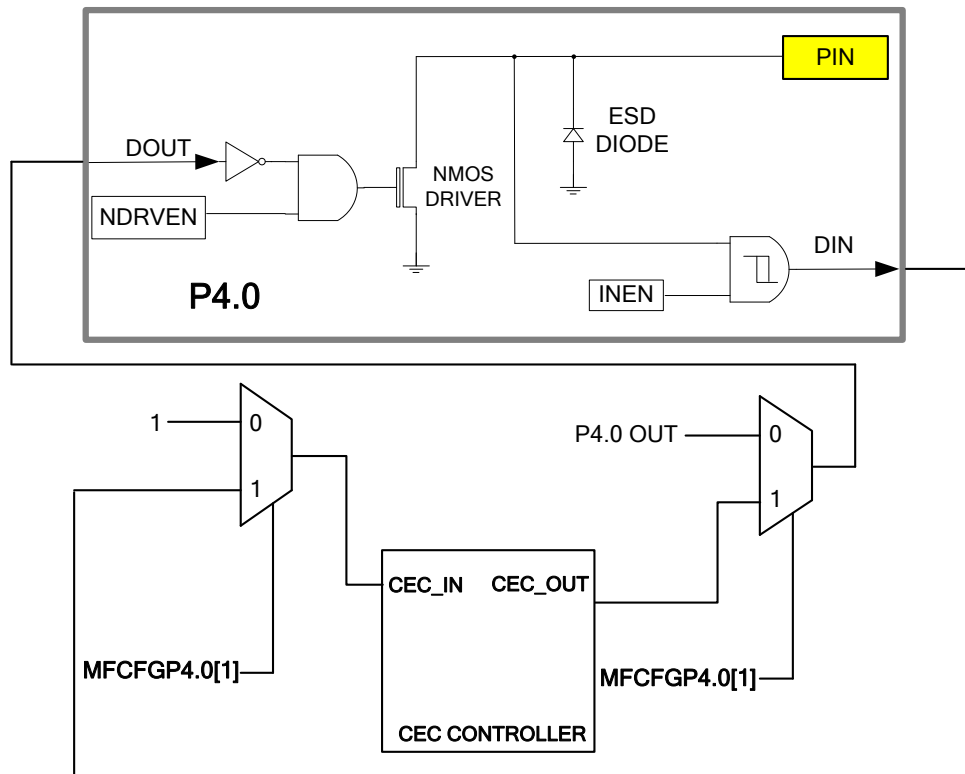 PIN
ESD
DIODE
DOUT
NMOS
DRIVER
NDRVEN
DIN
INEN
P4.0
1
0
1
P4.0 OUT
0
1
CEC_IN
CEC_OUT
MFCFGP4.0[1]
MFCFGP4.0[1]
CEC CONTROLLER